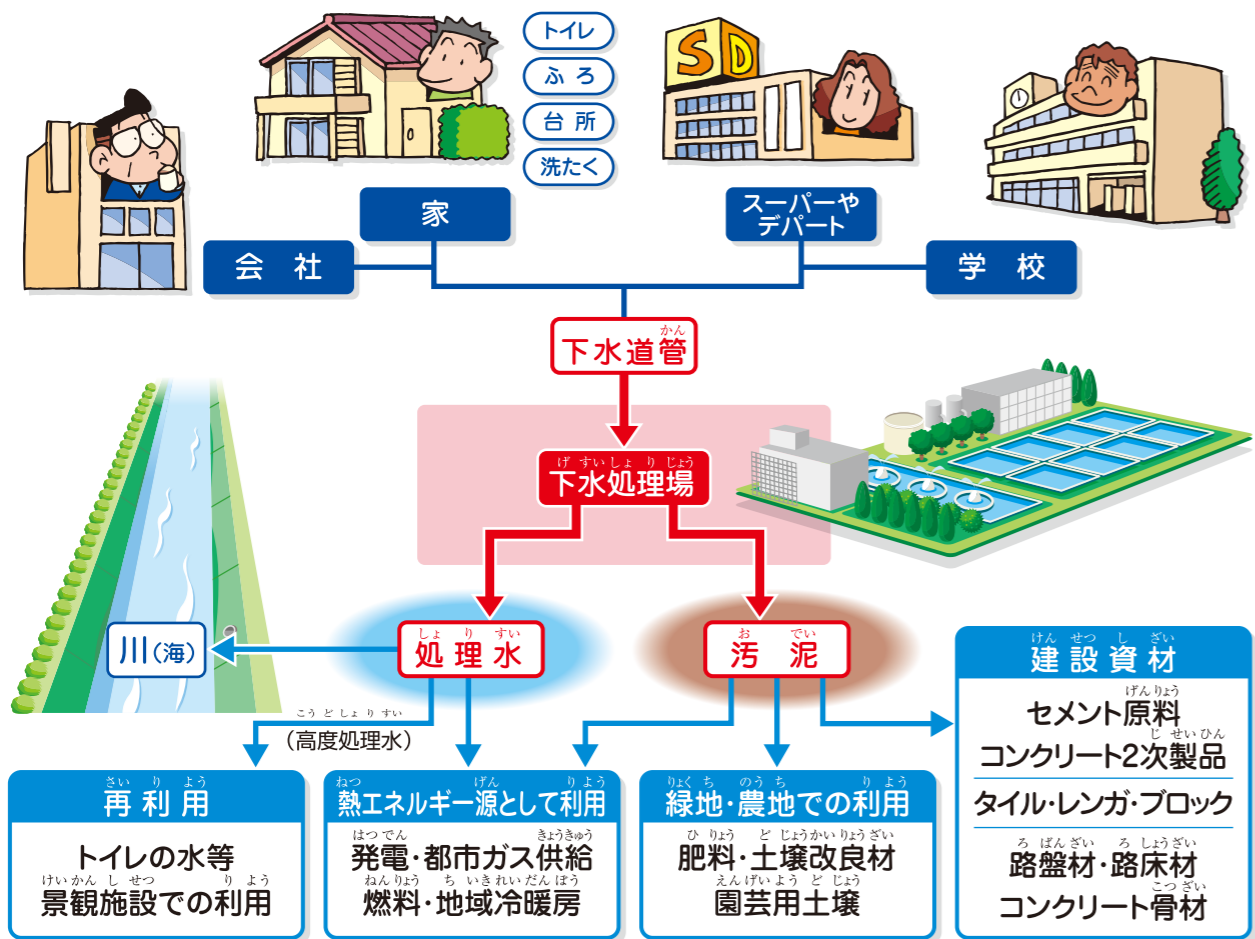 トイレ
ふろ
台所
洗たく
SD
家
スーパーや
デパート
会社
学校
かん
下水道管
げすいしょりじょう
下水処理場
しょりすい
処理水
おでい
汚泥
川(海)
こうどしょりすい
(高度処理水)
さいりよう
再利用
トイレの水等
けいかんしせつ りよう
景観施設での利用
ねつ げん りよう
熱エネルギー源として利用
はつでん きょうきゅう
発電・都市ガス供給
ねんりょう ちいきれいだんぼう
燃料・地域冷暖房
りょくち のうち りよう
緑地・農地での利用
ひりょう どじょうかいりょうざい
肥料・土壌改良材
えんげいようどじょう
園芸用土壌
けんせつしざい
建設資材
げんりょう
セメント原料
じせいひん
コンクリート2次製品
タイル・レンガ・ブロック
ろばんざい ろしょうざい
路盤材・路床材
こつざい
コンクリート骨材